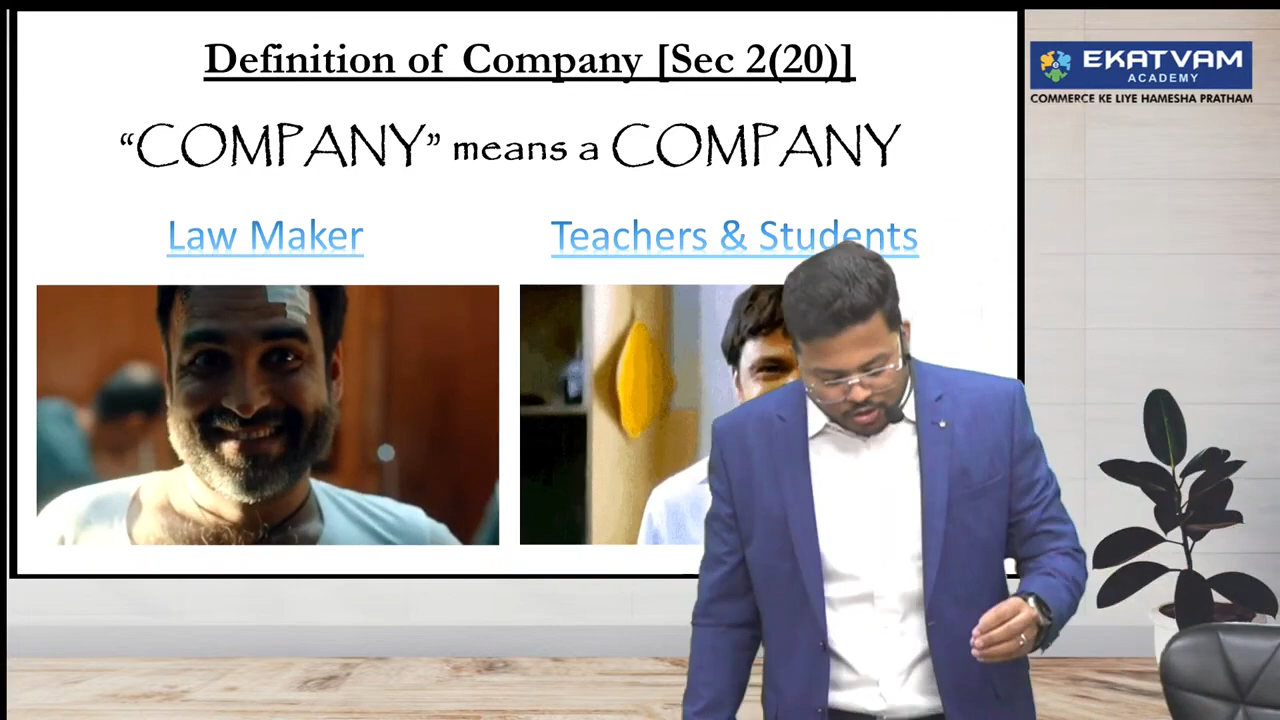 Definition of Company [Sec 2(20)]
“COMPANY” means a COMPANY
Law Maker
Teachers & Students
EKATVAM
ACADEMY
COMMERCE KE LIYE HAMESHA PRATHAM